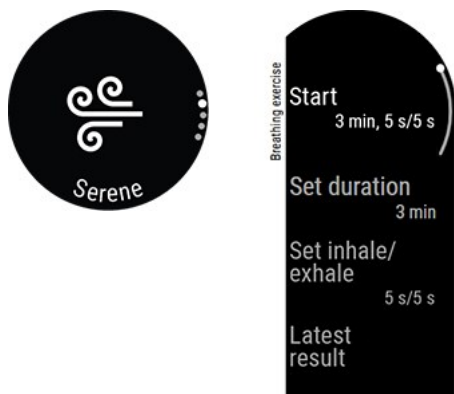 Serene
Breathing exercise
Start
3 min, 5 s/5 s
Set duration
3 min
Set inhale/
exhale
5 s/5 s
Latest
result